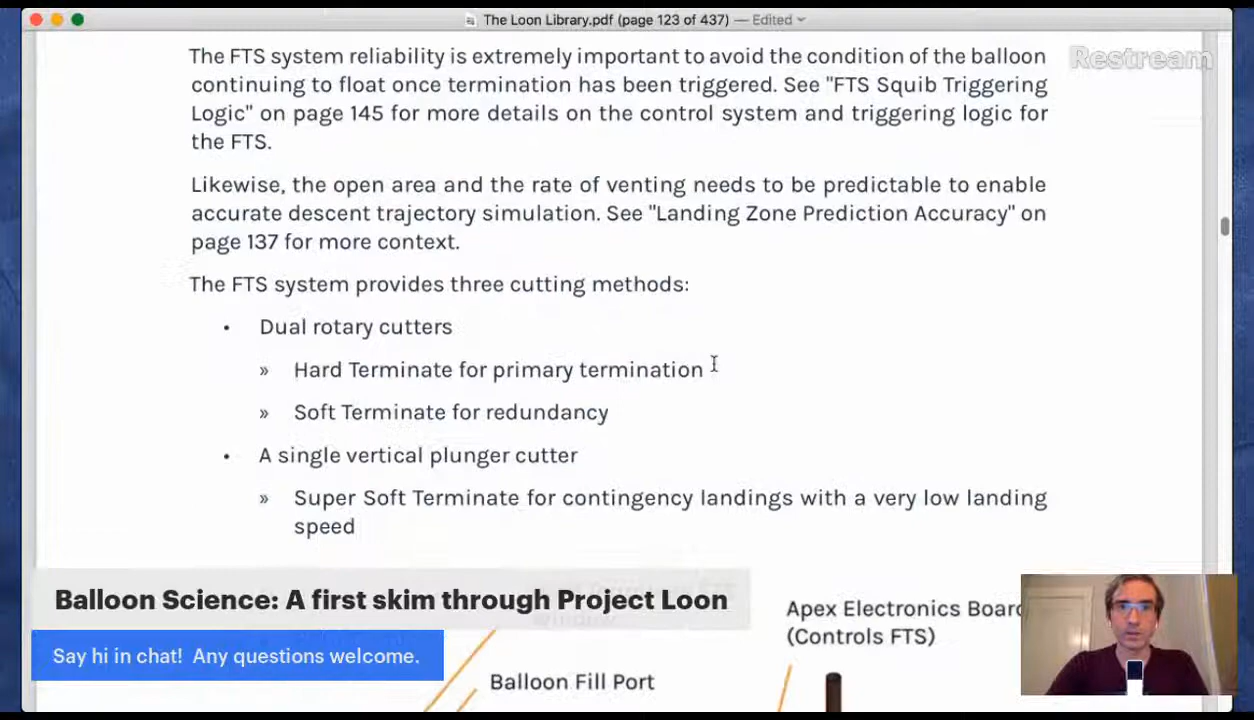 The Loon Library.pdf (page 123 of 437) — Edited
Restream
The FTS system reliability is extremely important to avoid the condition of the balloon
continuing to float once termination has been triggered. See "FTS Squib Triggering
Logic" on page 145 for more details on the control system and triggering logic for
the FTS.
Likewise, the open area and the rate of venting needs to be predictable to enable
accurate descent trajectory simulation. See "Landing Zone Prediction Accuracy" on
page 137 for more context.
The FTS system provides three cutting methods:
• Dual rotary cutters
» Hard Terminate for primary termination
» Soft Terminate for redundancy
• A single vertical plunger cutter
» Super Soft Terminate for contingency landings with a very low landing
speed
Balloon Science: A first skim through Project Loon
Say hi in chat! Any questions welcome.
Apex Electronics Board
(Controls FTS)
Balloon Fill Port